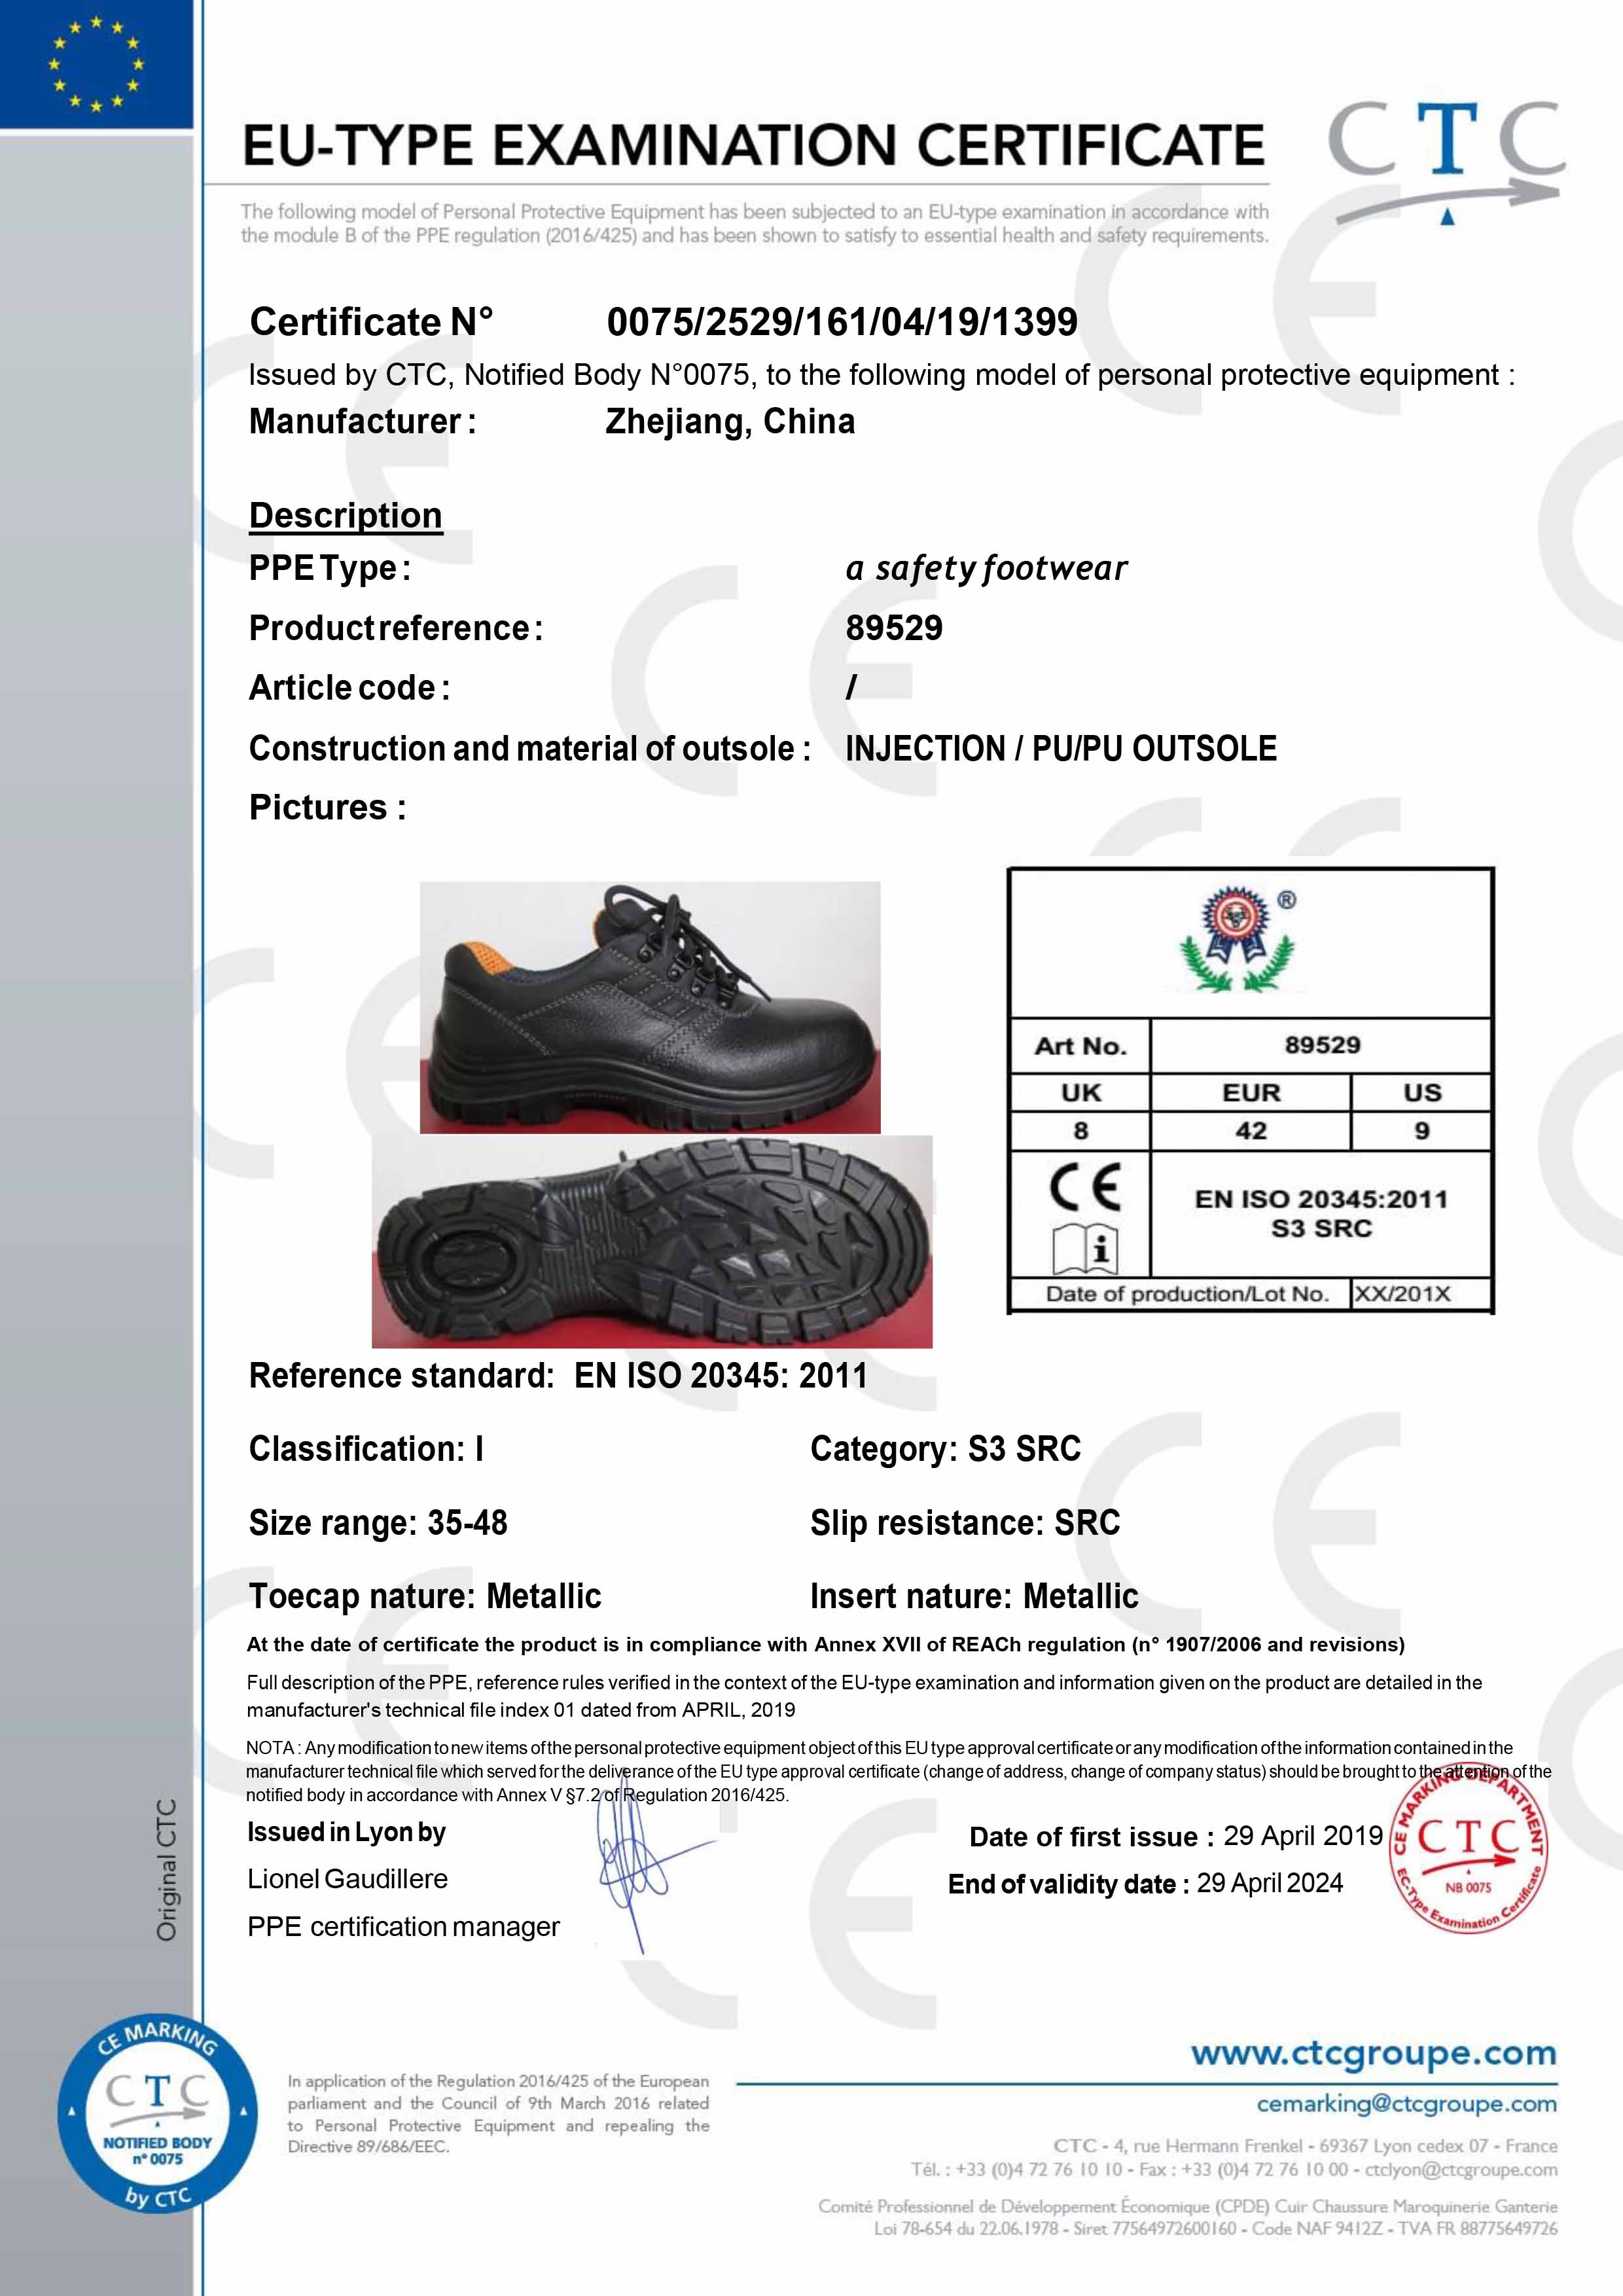 EU-TYPE EXAMINATION CERTIFICATE
CTC
The following model of Personal Protective Equipment has been subjected to an EU-type examination in accordance with
the module B of the PPE regulation (2016/425) and has been shown to satisfy to essential health and safety requirements.
Certificate N° 0075/2529/161/04/19/1399
Issued by CTC, Notified Body N°0075, to the following model of personal protective equipment :
Manufacturer : Zhejiang, China
Description
PPE Type : a safety footwear
Product reference : 89529
Article code : /
Construction and material of outsole : INJECTION / PU/PU OUTSOLE
Pictures :
®
Art No. 89529
UK EUR US
8 42 9
CE EN ISO 20345:2011
i S3 SRC
Date of production/Lot No. XX/201X
Reference standard: EN ISO 20345: 2011
Classification: I Category: S3 SRC
Size range: 35-48 Slip resistance: SRC
Toecap nature: Metallic Insert nature: Metallic
At the date of certificate the product is in compliance with Annex XVII of REACh regulation (n° 1907/2006 and revisions)
Full description of the PPE, reference rules verified in the context of the EU-type examination and information given on the product are detailed in the
manufacturer's technical file index 01 dated from APRIL, 2019
NOTA : Any modification to new items of the personal protective equipment object of this EU type approval certificate or any modification of the information contained in the
manufacturer technical file which served for the deliverance of the EU type approval certificate (change of address, change of company status) should be brought to the attention of the
notified body in accordance with Annex V §7.2 of Regulation 2016/425.
Issued in Lyon by
Lionel Gaudillere
PPE certification manager
Date of first issue : 29 April 2019
End of validity date : 29 April 2024
CE MARKING DEPARTMENT
CTC
NB 0075
EC-Type Examination Certificate
Original CTC
CE MARKING
CTC
NOTIFIED BODY
n° 0075
by CTC
In application of the Regulation 2016/425 of the European
parliament and the Council of 9th March 2016 related
to Personal Protective Equipment and repealing the
Directive 89/686/EEC.
www.ctcgroupe.com
cemarking@ctcgroupe.com
CTC - 4, rue Hermann Frenkel - 69367 Lyon cedex 07 - France
Tél. : +33 (0)4 72 76 10 10 - Fax : +33 (0)4 72 76 10 00 - ctclyon@ctcgroupe.com
Comité Professionnel de Développement Économique (CPDE) Cuir Chaussure Maroquinerie Ganterie
Loi 78-654 du 22.06.1978 - Siret 77564972600160 - Code NAF 9412Z - TVA FR 88775649726